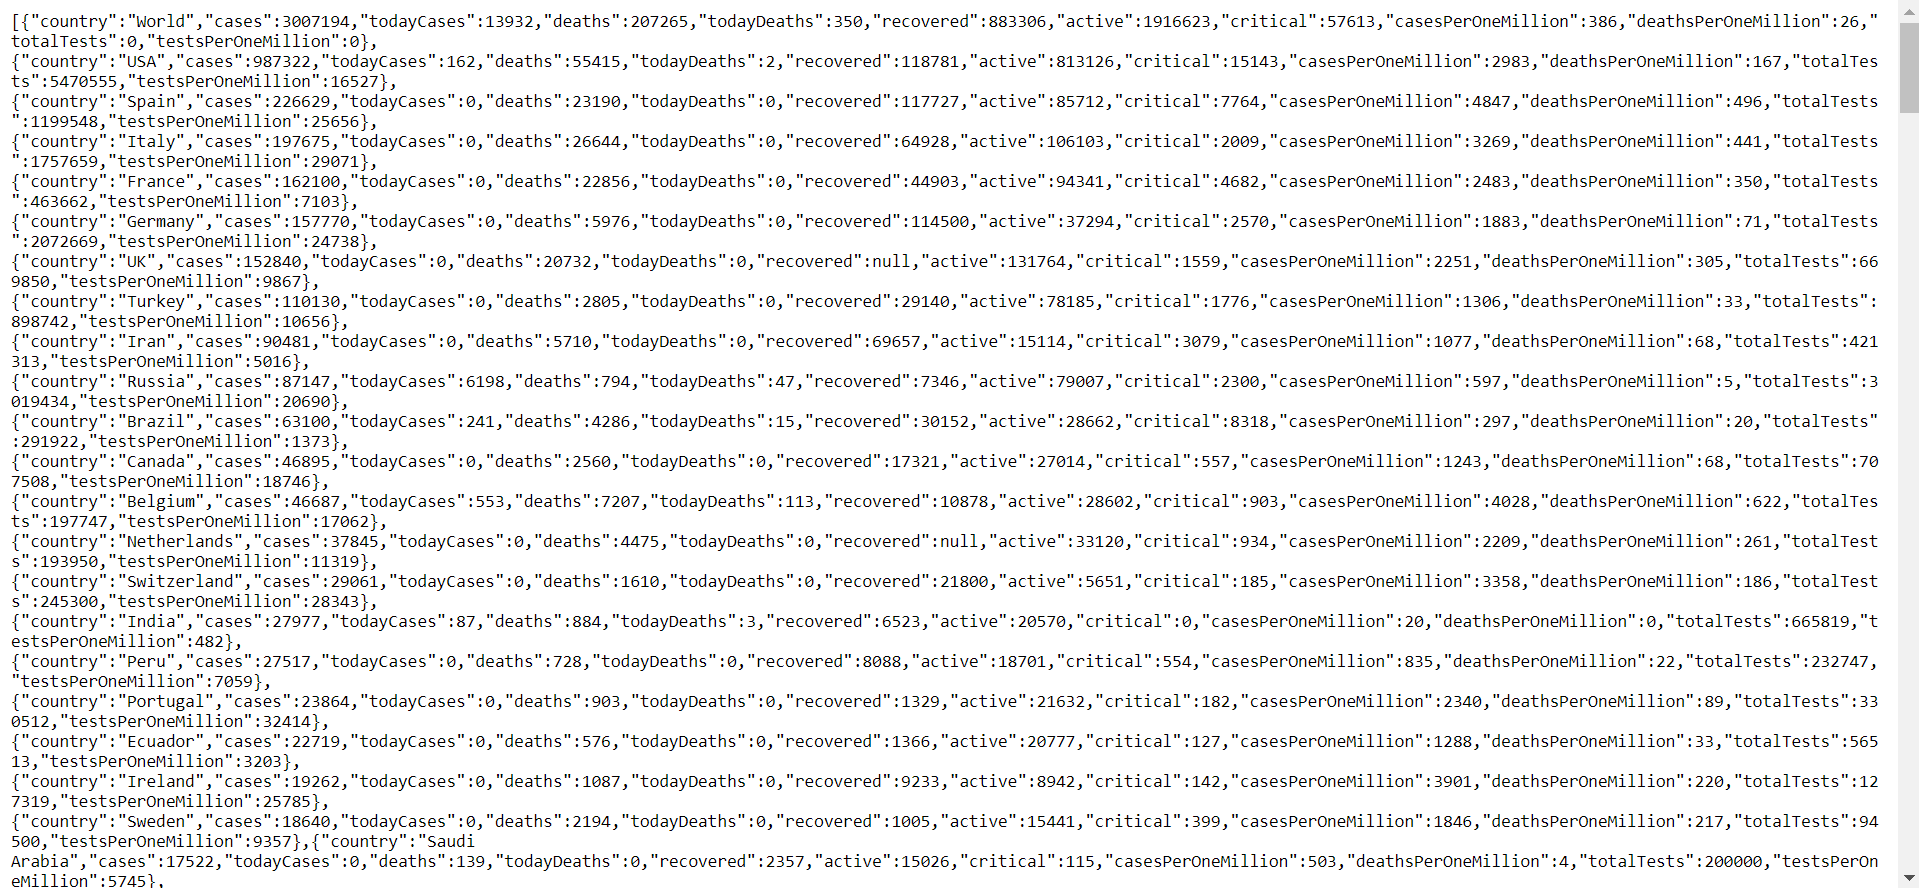 [{"country":"World","cases":3007194,"todayCases":13932,"deaths":207265,"todayDeaths":350,"recovered":883306,"active":1916623,"critical":57613,"casesPerOneMillion":386,"deathsPerOneMillion":26,"
totalTests":0,"testsPerOneMillion":0},
{"country":"USA","cases":987322,"todayCases":162,"deaths":55415,"todayDeaths":2,"recovered":118781,"active":813126,"critical":15143,"casesPerOneMillion":2983,"deathsPerOneMillion":167,"totalTes
ts":5470555,"testsPerOneMillion":16527},
{"country":"Spain","cases":226629,"todayCases":0,"deaths":23190,"todayDeaths":0,"recovered":117727,"active":85712,"critical":7764,"casesPerOneMillion":4847,"deathsPerOneMillion":496,"totalTests
":1199548,"testsPerOneMillion":25656},
{"country":"Italy","cases":197675,"todayCases":0,"deaths":26644,"todayDeaths":0,"recovered":64928,"active":106103,"critical":2009,"casesPerOneMillion":3269,"deathsPerOneMillion":441,"totalTests
":1757659,"testsPerOneMillion":29071},
{"country":"France","cases":162100,"todayCases":0,"deaths":22856,"todayDeaths":0,"recovered":44903,"active":94341,"critical":4682,"casesPerOneMillion":2483,"deathsPerOneMillion":350,"totalTests
":463662,"testsPerOneMillion":7103},
{"country":"Germany","cases":157770,"todayCases":0,"deaths":5976,"todayDeaths":0,"recovered":114500,"active":37294,"critical":2570,"casesPerOneMillion":1883,"deathsPerOneMillion":71,"totalTests
":2072669,"testsPerOneMillion":24738},
{"country":"UK","cases":152840,"todayCases":0,"deaths":20732,"todayDeaths":0,"recovered":null,"active":131764,"critical":1559,"casesPerOneMillion":2251,"deathsPerOneMillion":305,"totalTests":66
9850,"testsPerOneMillion":9867},
{"country":"Turkey","cases":110130,"todayCases":0,"deaths":2805,"todayDeaths":0,"recovered":29140,"active":78185,"critical":1776,"casesPerOneMillion":1306,"deathsPerOneMillion":33,"totalTests":
898742,"testsPerOneMillion":10656},
{"country":"Iran","cases":90481,"todayCases":0,"deaths":5710,"todayDeaths":0,"recovered":69657,"active":15114,"critical":3079,"casesPerOneMillion":1077,"deathsPerOneMillion":68,"totalTests":421
313,"testsPerOneMillion":5016},
{"country":"Russia","cases":87147,"todayCases":6198,"deaths":794,"todayDeaths":47,"recovered":7346,"active":79007,"critical":2300,"casesPerOneMillion":597,"deathsPerOneMillion":5,"totalTests":3
019434,"testsPerOneMillion":20690},
{"country":"Brazil","cases":63100,"todayCases":241,"deaths":4286,"todayDeaths":15,"recovered":30152,"active":28662,"critical":8318,"casesPerOneMillion":297,"deathsPerOneMillion":20,"totalTests"
:291922,"testsPerOneMillion":1373},
{"country":"Canada","cases":46895,"todayCases":0,"deaths":2560,"todayDeaths":0,"recovered":17321,"active":27014,"critical":557,"casesPerOneMillion":1243,"deathsPerOneMillion":68,"totalTests":70
7508,"testsPerOneMillion":18746},
{"country":"Belgium","cases":46687,"todayCases":553,"deaths":7207,"todayDeaths":113,"recovered":10878,"active":28602,"critical":903,"casesPerOneMillion":4028,"deathsPerOneMillion":622,"totalTes
ts":197747,"testsPerOneMillion":17062},
{"country":"Netherlands","cases":37845,"todayCases":0,"deaths":4475,"todayDeaths":0,"recovered":null,"active":33120,"critical":934,"casesPerOneMillion":2209,"deathsPerOneMillion":261,"totalTest
s":193950,"testsPerOneMillion":11319},
{"country":"Switzerland","cases":29061,"todayCases":0,"deaths":1610,"todayDeaths":0,"recovered":21800,"active":5651,"critical":185,"casesPerOneMillion":3358,"deathsPerOneMillion":186,"totalTest
s":245300,"testsPerOneMillion":28343},
{"country":"India","cases":27977,"todayCases":87,"deaths":884,"todayDeaths":3,"recovered":6523,"active":20570,"critical":0,"casesPerOneMillion":20,"deathsPerOneMillion":0,"totalTests":665819,"t
estsPerOneMillion":482},
{"country":"Peru","cases":27517,"todayCases":0,"deaths":728,"todayDeaths":0,"recovered":8088,"active":18701,"critical":554,"casesPerOneMillion":835,"deathsPerOneMillion":22,"totalTests":232747,
"testsPerOneMillion":7059},
{"country":"Portugal","cases":23864,"todayCases":0,"deaths":903,"todayDeaths":0,"recovered":1329,"active":21632,"critical":182,"casesPerOneMillion":2340,"deathsPerOneMillion":89,"totalTests":33
0512,"testsPerOneMillion":32414},
{"country":"Ecuador","cases":22719,"todayCases":0,"deaths":576,"todayDeaths":0,"recovered":1366,"active":20777,"critical":127,"casesPerOneMillion":1288,"deathsPerOneMillion":33,"totalTests":565
13,"testsPerOneMillion":3203},
{"country":"Ireland","cases":19262,"todayCases":0,"deaths":1087,"todayDeaths":0,"recovered":9233,"active":8942,"critical":142,"casesPerOneMillion":3901,"deathsPerOneMillion":220,"totalTests":12
7319,"testsPerOneMillion":25785},
{"country":"Sweden","cases":18640,"todayCases":0,"deaths":2194,"todayDeaths":0,"recovered":1005,"active":15441,"critical":399,"casesPerOneMillion":1846,"deathsPerOneMillion":217,"totalTests":94
500,"testsPerOneMillion":9357},{"country":"Saudi
Arabia","cases":17522,"todayCases":0,"deaths":139,"todayDeaths":0,"recovered":2357,"active":15026,"critical":115,"casesPerOneMillion":503,"deathsPerOneMillion":4,"totalTests":200000,"testsPerOn
eMillion":5745},